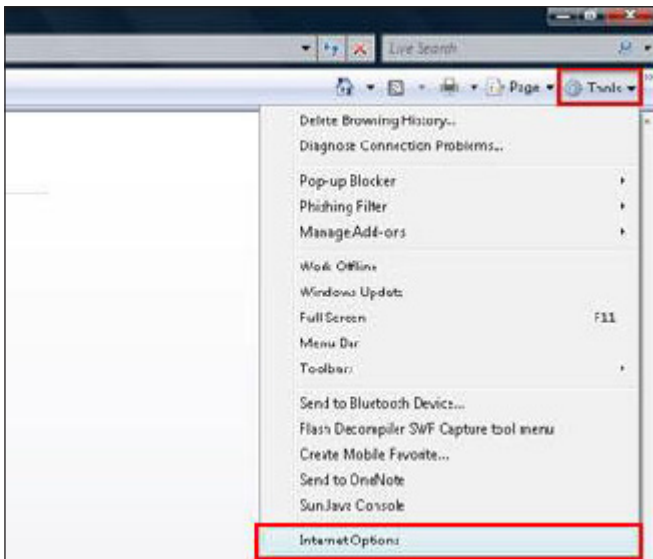 Live Search
Page
Tools
Delete Browsing History...
Diagnose Connection Problems...
Pop-up Blocker
Phishing Filter
Manage Add-ons
Work Offline
Windows Update
Full Screen F11
Menu Bar
Toolbars
Send to Bluetooth Device...
Flash Decompiler SWF Capture tool menu
Create Mobile Favorite...
Send to OneNote
Sun Java Console
Internet Options